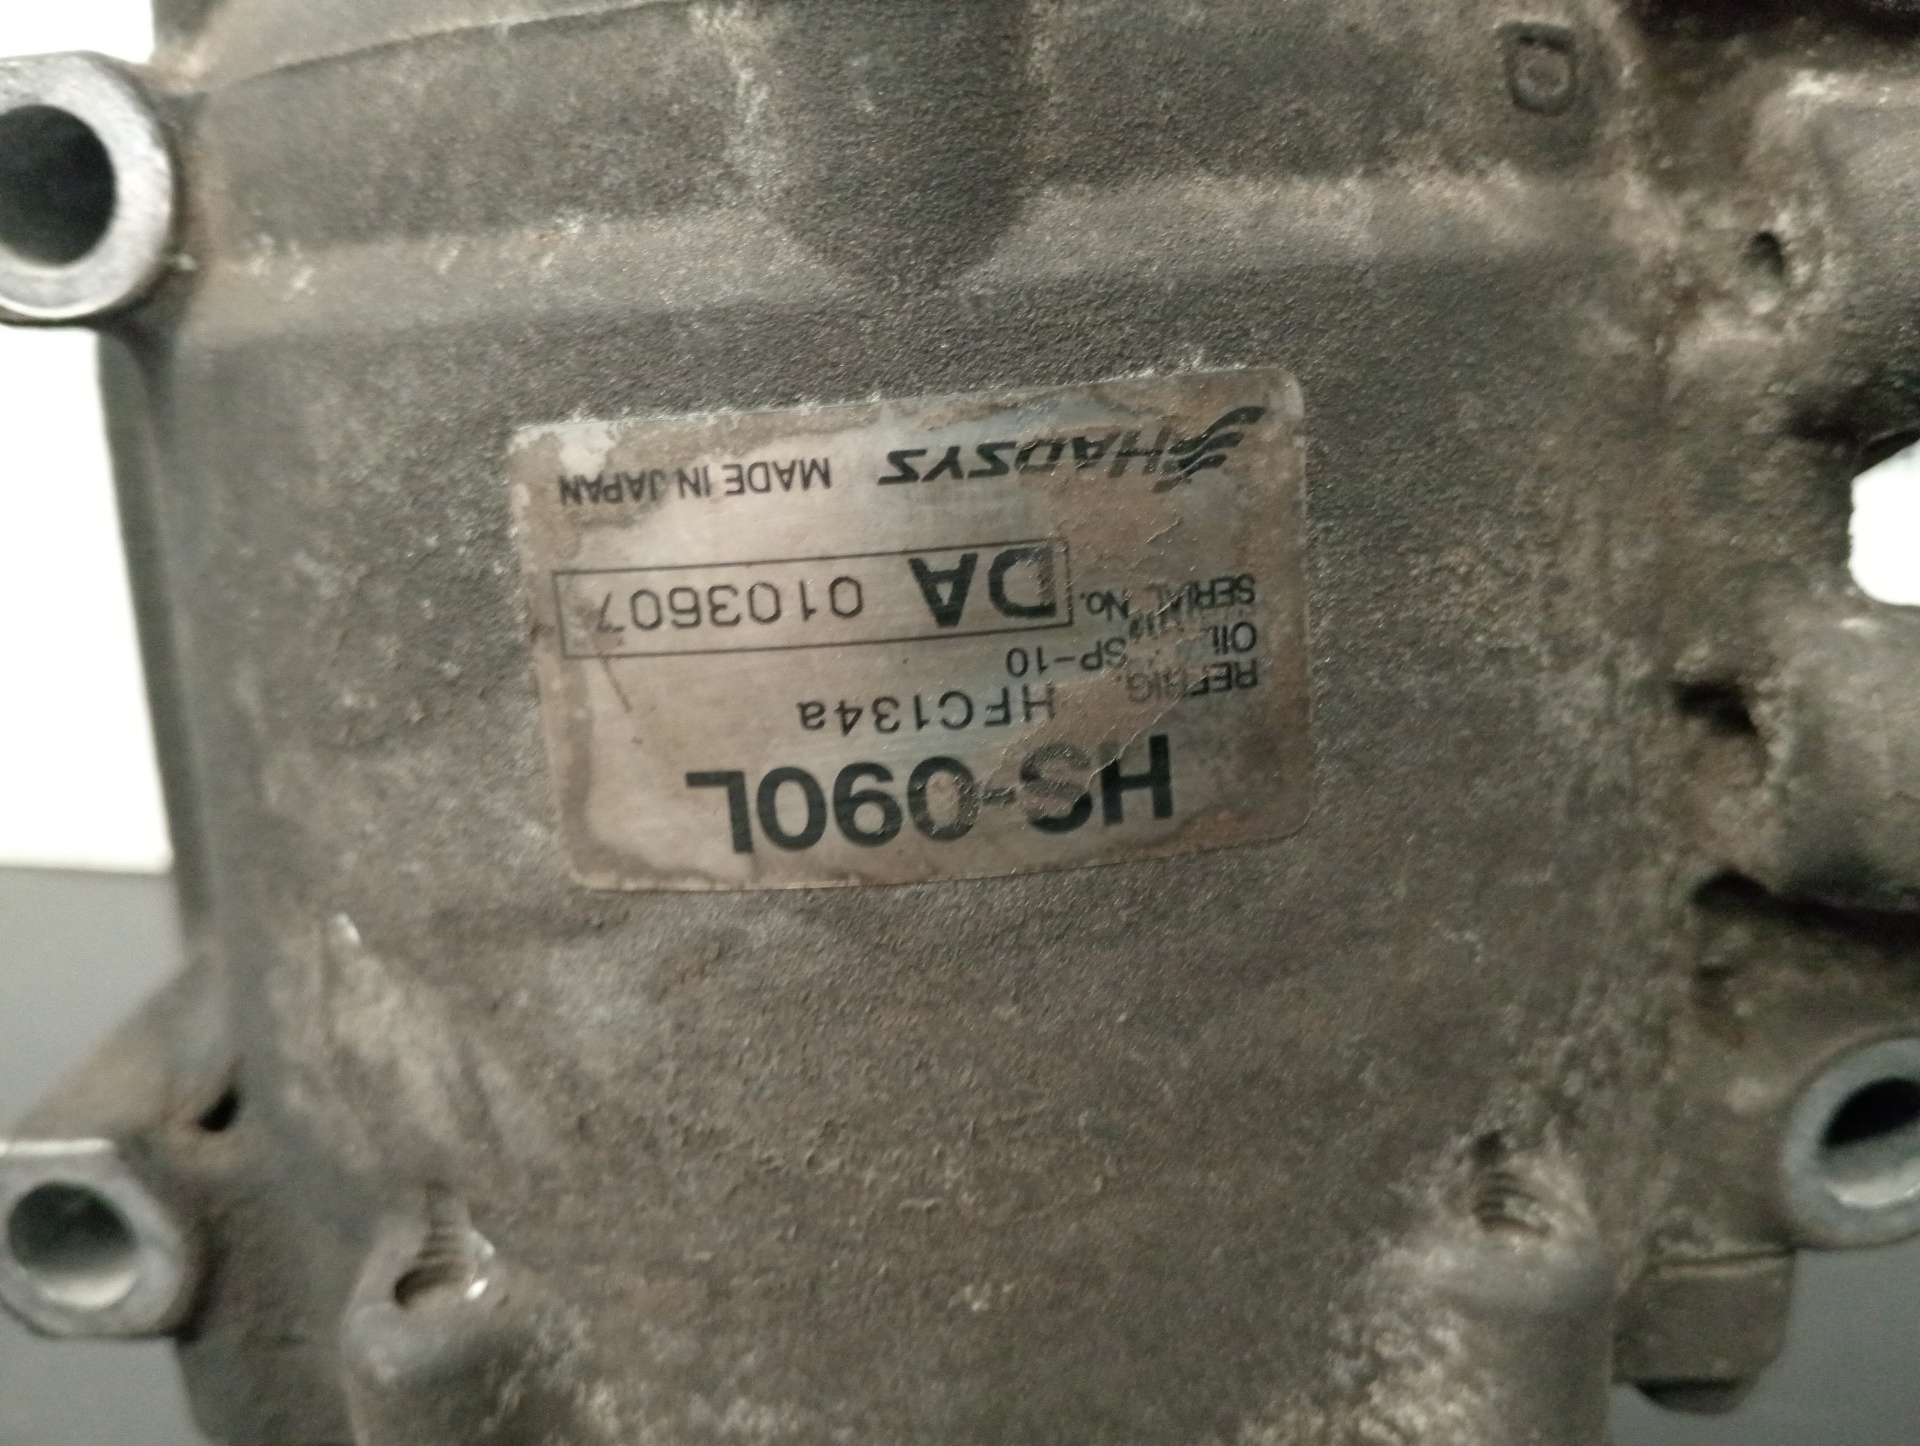 HS-090L
REFRIG. HFC134a
OIL SP-10
SERIAL No. DA 0103607
HADSYS MADE IN JAPAN